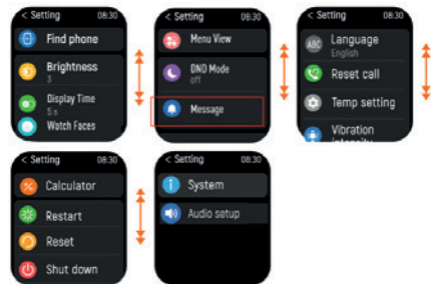 < Setting 08:30
Find phone
Brightness
3
Display Time
5 s
Watch Faces
< Setting 08:30
Menu View
DND Mode
off
Message
< Setting 08:30
ABC Language
English
Reset call
Temp setting
Vibration
intensity
< Setting 08:30
Calculator
Restart
Reset
Shut down
< Setting 08:30
System
Audio setup